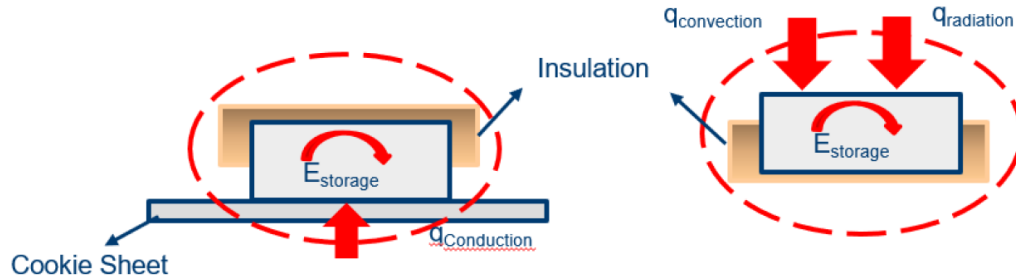 qconvection
qradiation
Insulation
Estorage
Estorage
qConduction
Cookie Sheet